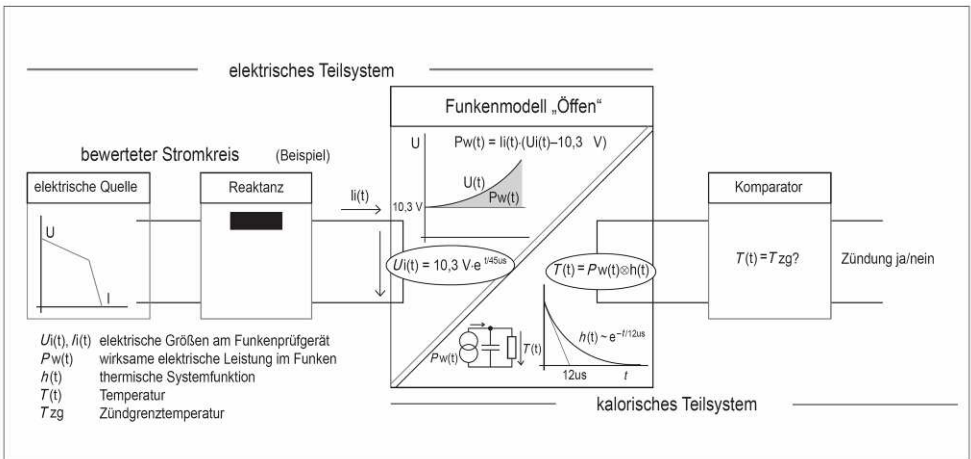 elektrisches Teilsystem
Funkenmodell „Öffen“
bewerteter Stromkreis (Beispiel)
elektrische Quelle
U
I
Reaktanz
Ii(t)
U
Pw(t) = Ii(t)·(Ui(t)–10,3 V)
U(t)
Pw(t)
10,3 V
Ui(t) = 10,3 V·e t/45us
T(t) = Pw(t)⊗h(t)
Pw(t)
T(t)
h(t) ~ e–t/12us
12us
t
Komparator
T(t) = Tzg?
Zündung ja/nein
Ui(t), Ii(t) elektrische Größen am Funkenprüfgerät
Pw(t) wirksame elektrische Leistung im Funken
h(t) thermische Systemfunktion
T(t) Temperatur
Tzg Zündgrenztemperatur
kalorisches Teilsystem